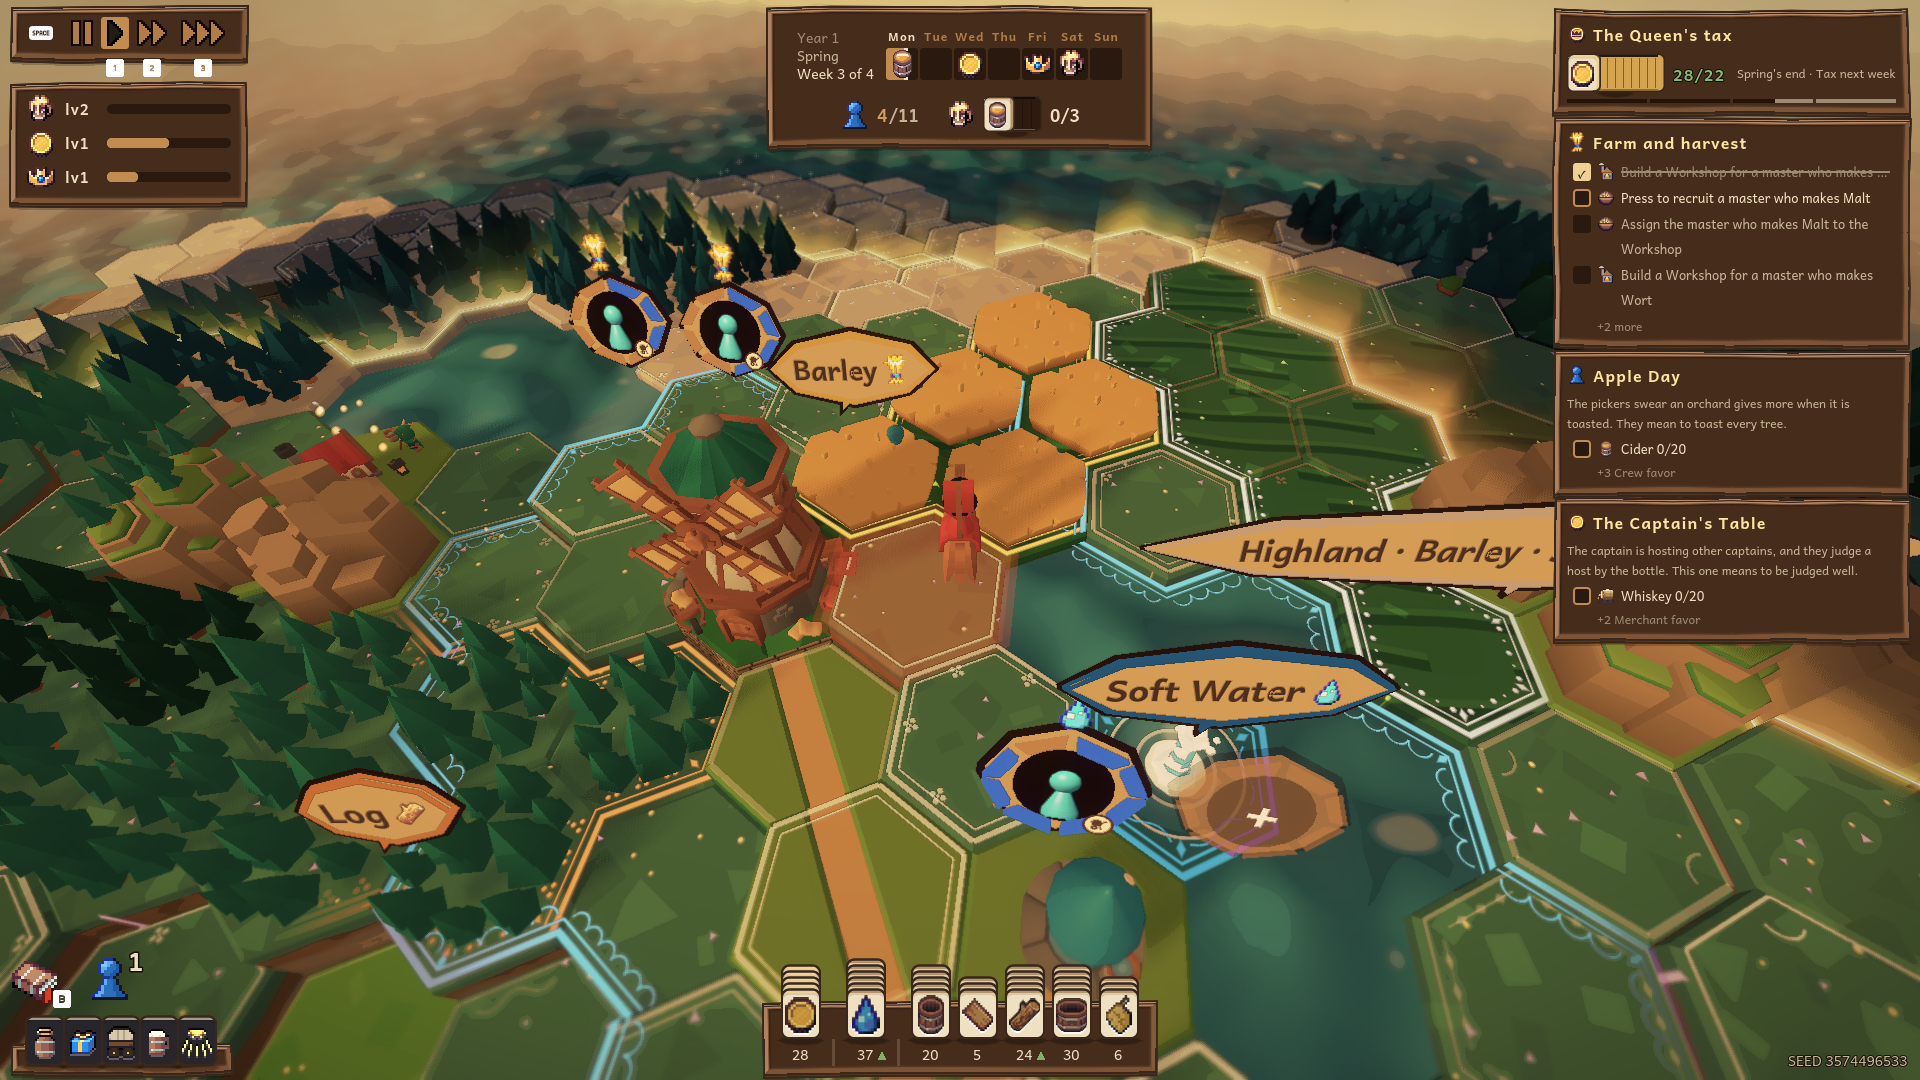 SPACE
1 2 3
lv2
lv1
lv1
Year 1
Spring
Week 3 of 4
Mon Tue Wed Thu Fri Sat Sun
4/11 0/3
The Queen's tax
28/22 Spring's end · Tax next week
Farm and harvest
Build a Workshop for a master who makes ...
Press to recruit a master who makes Malt
Assign the master who makes Malt to the
Workshop
Build a Workshop for a master who makes
Wort
+2 more
Apple Day
The pickers swear an orchard gives more when it is
toasted. They mean to toast every tree.
Cider 0/20
+3 Crew favor
The Captain's Table
The captain is hosting other captains, and they judge a
host by the bottle. This one means to be judged well.
Whiskey 0/20
+2 Merchant favor
Barley
Highland · Barley ·
Soft Water
Log
1
B
28 37 20 5 24 30 6
SEED 3574496533